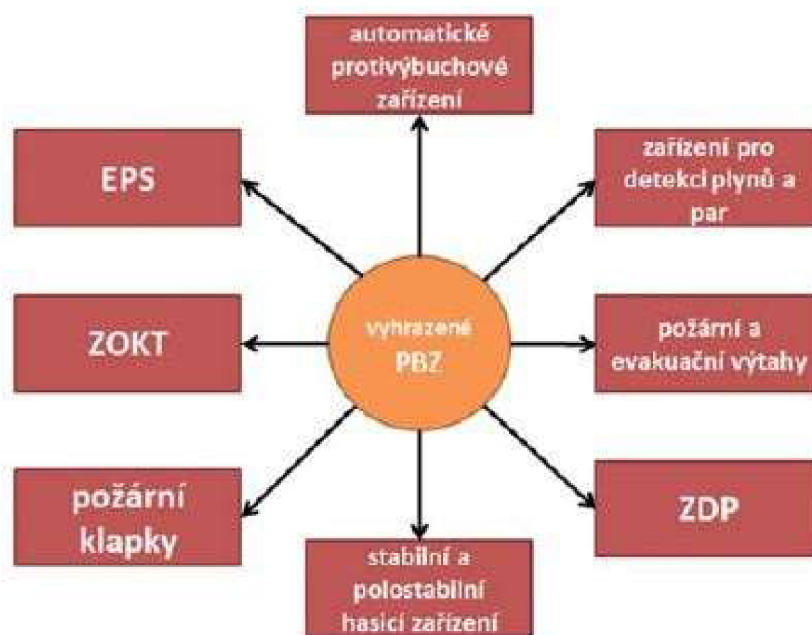 automatické
protivýbuchové
zařízení
EPS
zařízení pro
detekci plynů a
par
ZOKT
vyhrazené
PBZ
požární a
evakuační výtahy
požární
klapky
stabilní a
polostabilní
hasicí zařízení
ZDP